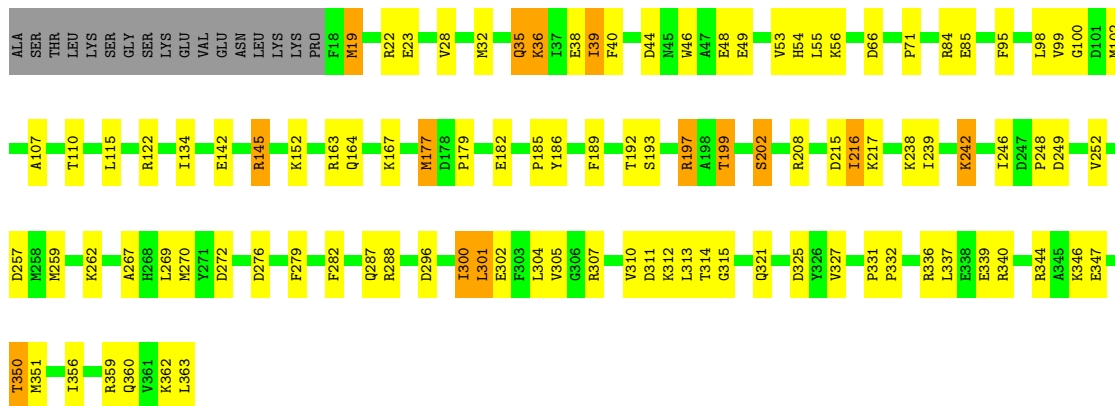 ALA SER THR LEU LYS SER GLY SER LYS GLU VAL GLU ASN LEU LYS LYS PRO F18 M19 R22 E23 V28 M32 Q35 K36 I37 E38 I39 F40 D44 N45 W46 A47 E48 E49 V53 H54 L55 K56 D66 P71 R84 E85 F95 L98 V99 G100 D101 M102
A107 T110 L115 R122 I134 E142 R145 K152 R163 Q164 K167 M177 D178 P179 E182 P185 Y186 F189 T192 S193 R197 A198 T199 S202 R208 D215 I216 K217 K238 I239 K242 I246 D247 P248 D249 V252
D257 M258 M259 K262 A267 H268 L269 M270 Y271 D272 D276 F279 F282 Q287 R288 D296 I300 L301 E302 F303 L304 V305 G306 R307 V310 D311 K312 L313 T314 G315 Q321 D325 Y326 V327 P331 P332 R336 L337 E338 E339 R340 R344 A345 K346 E347
T350 M351 I356 R359 Q360 V361 K362 L363